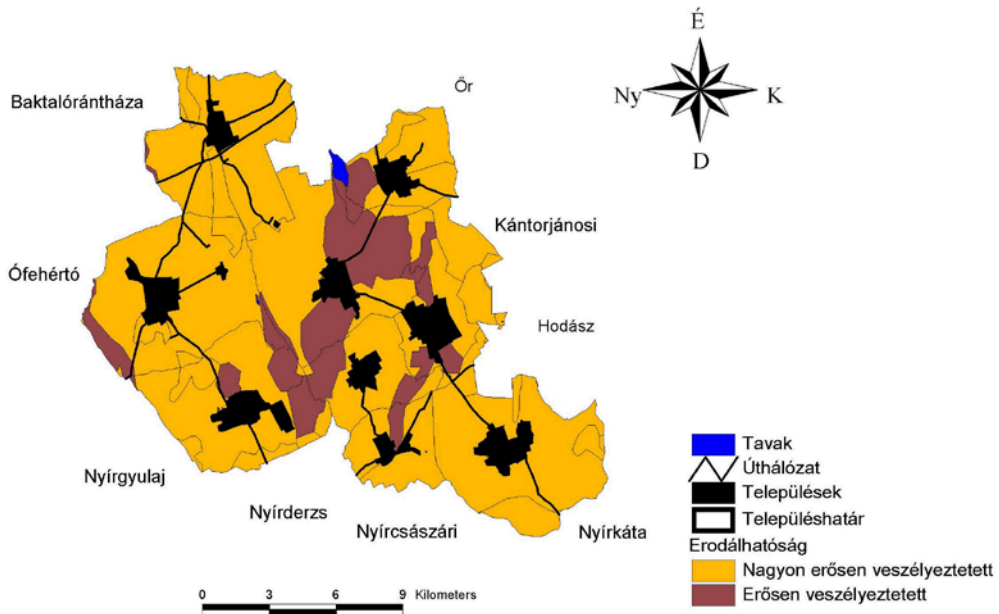 É
Ny
K
D
Baktalórántháza
Őr
Kántorjánosi
Ófehértó
Hodász
Nyírgyulaj
Nyírderzs
Nyírcsászári
Nyírkáta
Tavak
Úthálózat
Települések
Településhatár
Erodálhatóság
Nagyon erősen veszélyeztetett
Erősen veszélyeztetett
0 3 6 9 Kilometers